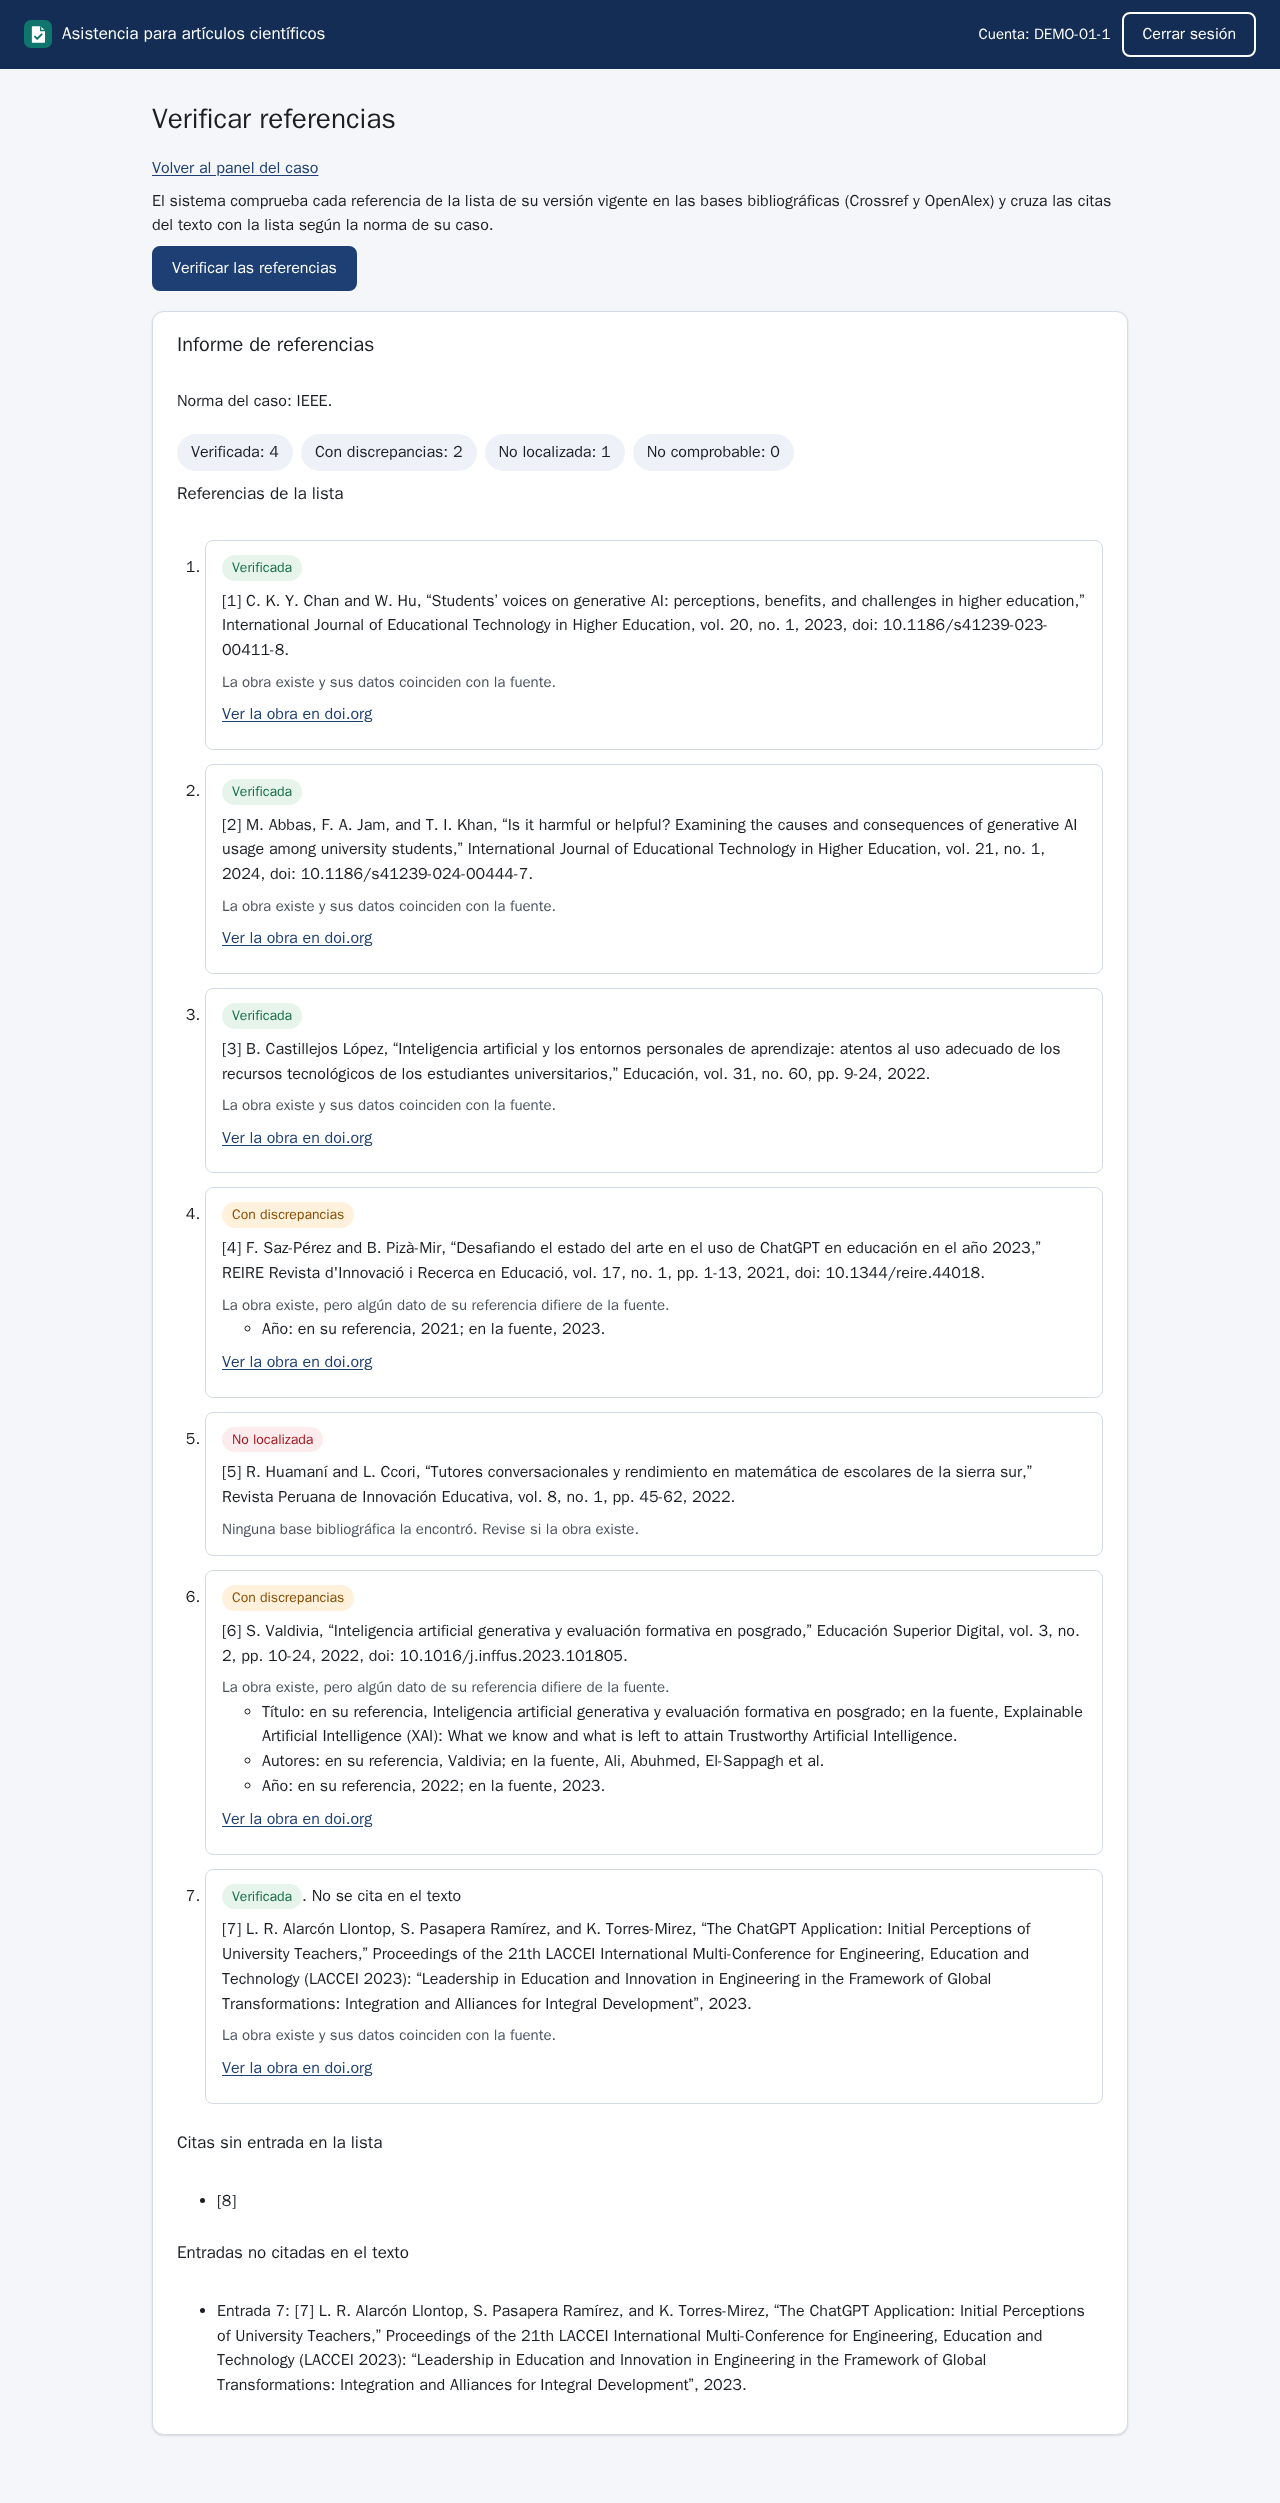 Asistencia para artículos científicos
Cuenta: DEMO-01-1
Cerrar sesión
Verificar referencias
Volver al panel del caso
El sistema comprueba cada referencia de la lista de su versión vigente en las bases bibliográficas (Crossref y OpenAlex) y cruza las citas
del texto con la lista según la norma de su caso.
Verificar las referencias
Informe de referencias
Norma del caso: IEEE.
Verificada: 4
Con discrepancias: 2
No localizada: 1
No comprobable: 0
Referencias de la lista
1. Verificada
[1] C. K. Y. Chan and W. Hu, “Students’ voices on generative AI: perceptions, benefits, and challenges in higher education,”
International Journal of Educational Technology in Higher Education, vol. 20, no. 1, 2023, doi: 10.1186/s41239-023-
00411-8.
La obra existe y sus datos coinciden con la fuente.
Ver la obra en doi.org
2. Verificada
[2] M. Abbas, F. A. Jam, and T. I. Khan, “Is it harmful or helpful? Examining the causes and consequences of generative AI
usage among university students,” International Journal of Educational Technology in Higher Education, vol. 21, no. 1,
2024, doi: 10.1186/s41239-024-00444-7.
La obra existe y sus datos coinciden con la fuente.
Ver la obra en doi.org
3. Verificada
[3] B. Castillejos López, “Inteligencia artificial y los entornos personales de aprendizaje: atentos al uso adecuado de los
recursos tecnológicos de los estudiantes universitarios,” Educación, vol. 31, no. 60, pp. 9-24, 2022.
La obra existe y sus datos coinciden con la fuente.
Ver la obra en doi.org
4. Con discrepancias
[4] F. Saz-Pérez and B. Pizà-Mir, “Desafiando el estado del arte en el uso de ChatGPT en educación en el año 2023,”
REIRE Revista d'Innovació i Recerca en Educació, vol. 17, no. 1, pp. 1-13, 2021, doi: 10.1344/reire.44018.
La obra existe, pero algún dato de su referencia difiere de la fuente.
Año: en su referencia, 2021; en la fuente, 2023.
Ver la obra en doi.org
5. No localizada
[5] R. Huamaní and L. Ccori, “Tutores conversacionales y rendimiento en matemática de escolares de la sierra sur,”
Revista Peruana de Innovación Educativa, vol. 8, no. 1, pp. 45-62, 2022.
Ninguna base bibliográfica la encontró. Revise si la obra existe.
6. Con discrepancias
[6] S. Valdivia, “Inteligencia artificial generativa y evaluación formativa en posgrado,” Educación Superior Digital, vol. 3, no.
2, pp. 10-24, 2022, doi: 10.1016/j.inffus.2023.101805.
La obra existe, pero algún dato de su referencia difiere de la fuente.
Título: en su referencia, Inteligencia artificial generativa y evaluación formativa en posgrado; en la fuente, Explainable
Artificial Intelligence (XAI): What we know and what is left to attain Trustworthy Artificial Intelligence.
Autores: en su referencia, Valdivia; en la fuente, Ali, Abuhmed, El-Sappagh et al.
Año: en su referencia, 2022; en la fuente, 2023.
Ver la obra en doi.org
7. Verificada. No se cita en el texto
[7] L. R. Alarcón Llontop, S. Pasapera Ramírez, and K. Torres-Mirez, “The ChatGPT Application: Initial Perceptions of
University Teachers,” Proceedings of the 21th LACCEI International Multi-Conference for Engineering, Education and
Technology (LACCEI 2023): “Leadership in Education and Innovation in Engineering in the Framework of Global
Transformations: Integration and Alliances for Integral Development”, 2023.
La obra existe y sus datos coinciden con la fuente.
Ver la obra en doi.org
Citas sin entrada en la lista
[8]
Entradas no citadas en el texto
Entrada 7: [7] L. R. Alarcón Llontop, S. Pasapera Ramírez, and K. Torres-Mirez, “The ChatGPT Application: Initial Perceptions
of University Teachers,” Proceedings of the 21th LACCEI International Multi-Conference for Engineering, Education and
Technology (LACCEI 2023): “Leadership in Education and Innovation in Engineering in the Framework of Global
Transformations: Integration and Alliances for Integral Development”, 2023.